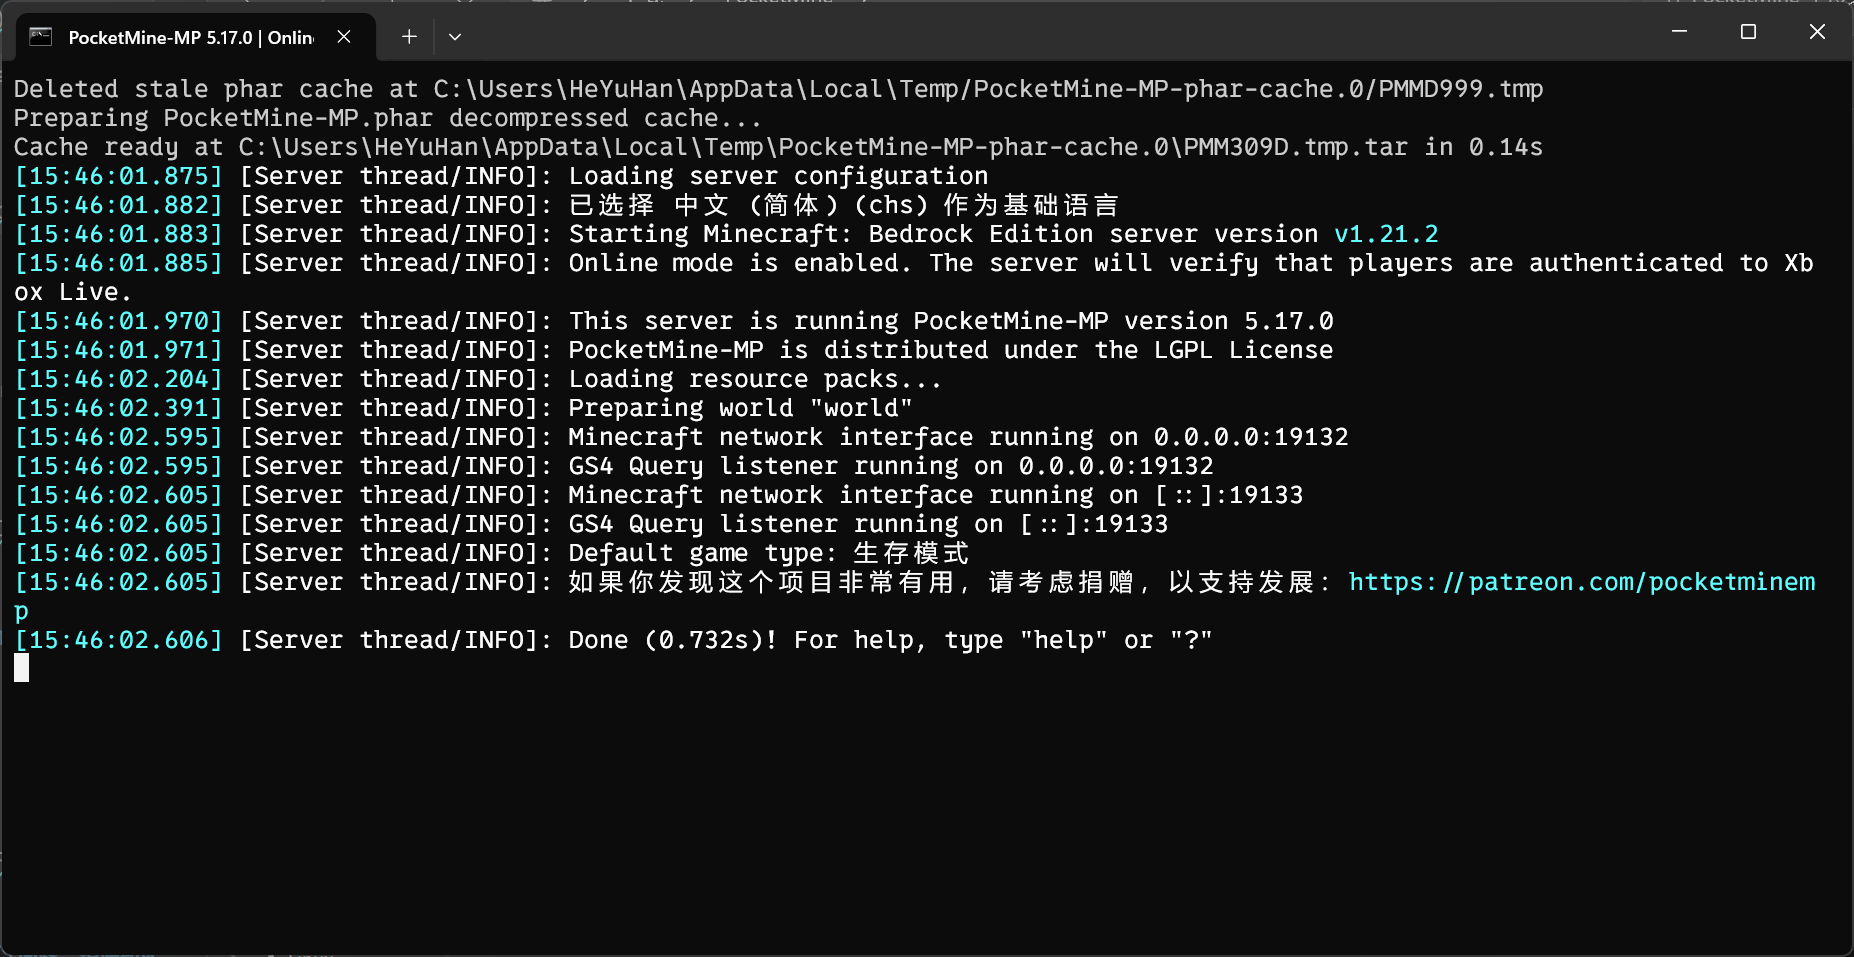 PocketMine-MP 5.17.0 | Onlin
Deleted stale phar cache at C:\Users\HeYuHan\AppData\Local\Temp/PocketMine-MP-phar-cache.0/PMMD999.tmp
Preparing PocketMine-MP.phar decompressed cache...
Cache ready at C:\Users\HeYuHan\AppData\Local\Temp\PocketMine-MP-phar-cache.0\PMM309D.tmp.tar in 0.14s
[15:46:01.875] [Server thread/INFO]: Loading server configuration
[15:46:01.882] [Server thread/INFO]: 已选择 中文 (简体) (chs) 作为基础语言
[15:46:01.883] [Server thread/INFO]: Starting Minecraft: Bedrock Edition server version v1.21.2
[15:46:01.885] [Server thread/INFO]: Online mode is enabled. The server will verify that players are authenticated to Xb
ox Live.
[15:46:01.970] [Server thread/INFO]: This server is running PocketMine-MP version 5.17.0
[15:46:01.971] [Server thread/INFO]: PocketMine-MP is distributed under the LGPL License
[15:46:02.204] [Server thread/INFO]: Loading resource packs...
[15:46:02.391] [Server thread/INFO]: Preparing world "world"
[15:46:02.595] [Server thread/INFO]: Minecraft network interface running on 0.0.0.0:19132
[15:46:02.595] [Server thread/INFO]: GS4 Query listener running on 0.0.0.0:19132
[15:46:02.605] [Server thread/INFO]: Minecraft network interface running on [::]:19133
[15:46:02.605] [Server thread/INFO]: GS4 Query listener running on [::]:19133
[15:46:02.605] [Server thread/INFO]: Default game type: 生存模式
[15:46:02.605] [Server thread/INFO]: 如果你发现这个项目非常有用，请考虑捐赠，以支持发展：https://patreon.com/pocketminem
p
[15:46:02.606] [Server thread/INFO]: Done (0.732s)! For help, type "help" or "?"